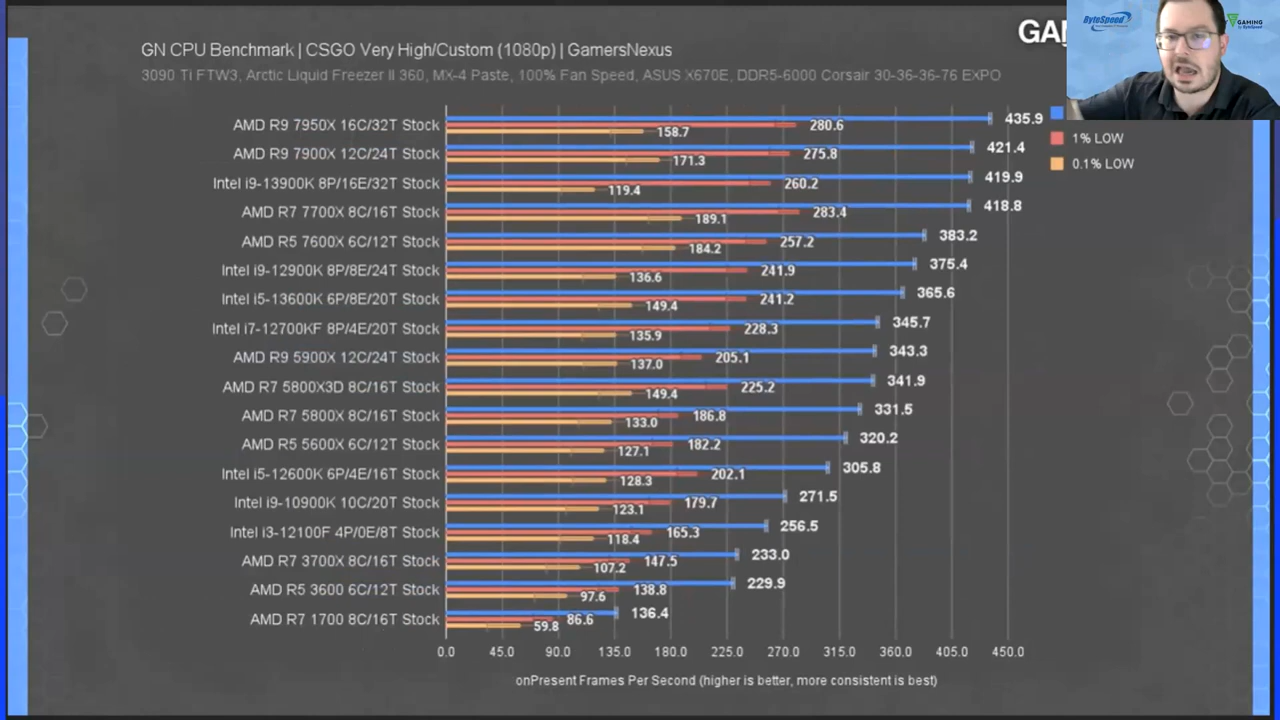 GN CPU Benchmark | CSGO Very High/Custom (1080p) | GamersNexus
3090 Ti FTW3, Arctic Liquid Freezer II 360, MX-4 Paste, 100% Fan Speed, ASUS X670E, DDR5-6000 Corsair 30-36-36-76 EXPO
GA
ByteSpeed
GAMING
AMD R9 7950X 16C/32T Stock 435.9 280.6 158.7
1% LOW
0.1% LOW
AMD R9 7900X 12C/24T Stock 421.4 275.8 171.3
Intel i9-13900K 8P/16E/32T Stock 419.9 260.2 119.4
AMD R7 7700X 8C/16T Stock 418.8 283.4 189.1
AMD R5 7600X 6C/12T Stock 383.2 257.2 184.2
Intel i9-12900K 8P/8E/24T Stock 375.4 241.9 136.6
Intel i5-13600K 6P/8E/20T Stock 365.6 241.2 149.4
Intel i7-12700KF 8P/4E/20T Stock 345.7 228.3 135.9
AMD R9 5900X 12C/24T Stock 343.3 205.1 137.0
AMD R7 5800X3D 8C/16T Stock 341.9 225.2 149.4
AMD R7 5800X 8C/16T Stock 331.5 186.8 133.0
AMD R5 5600X 6C/12T Stock 320.2 182.2 127.1
Intel i5-12600K 6P/4E/16T Stock 305.8 202.1 128.3
Intel i9-10900K 10C/20T Stock 271.5 179.7 123.1
Intel i3-12100F 4P/0E/8T Stock 256.5 165.3 118.4
AMD R7 3700X 8C/16T Stock 233.0 147.5 107.2
AMD R5 3600 6C/12T Stock 229.9 138.8 97.6
AMD R7 1700 8C/16T Stock 136.4 86.6 59.8
0.0 45.0 90.0 135.0 180.0 225.0 270.0 315.0 360.0 405.0 450.0
onPresent Frames Per Second (higher is better, more consistent is best)